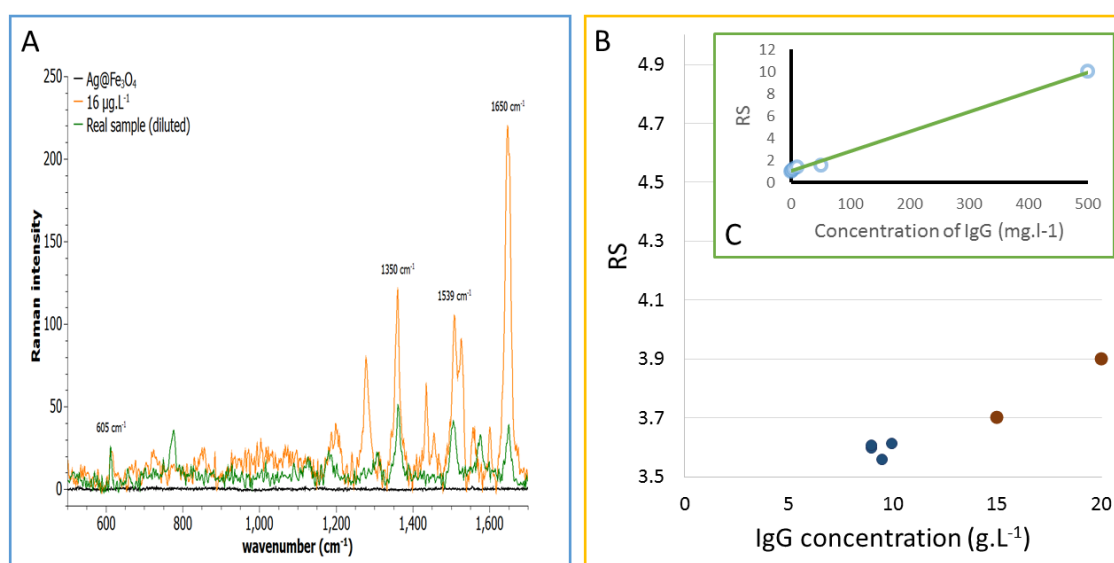 A
Ag@Fe₃O₄
16 µg.L⁻¹
Real sample (diluted)
1650 cm⁻¹
1350 cm⁻¹
1539 cm⁻¹
605 cm⁻¹
250
200
150
100
50
0
Raman intensity
600 800 1,000 1,200 1,400 1,600
wavenumber (cm⁻¹)
B
4.9
4.7
4.5
4.3
4.1
3.9
3.7
3.5
RS
0 5 10 15 20
IgG concentration (g.L⁻¹)
12
10
8
6
4
2
0
RS
0 100 200 300 400 500
Concentration of IgG (mg.l-1)
C